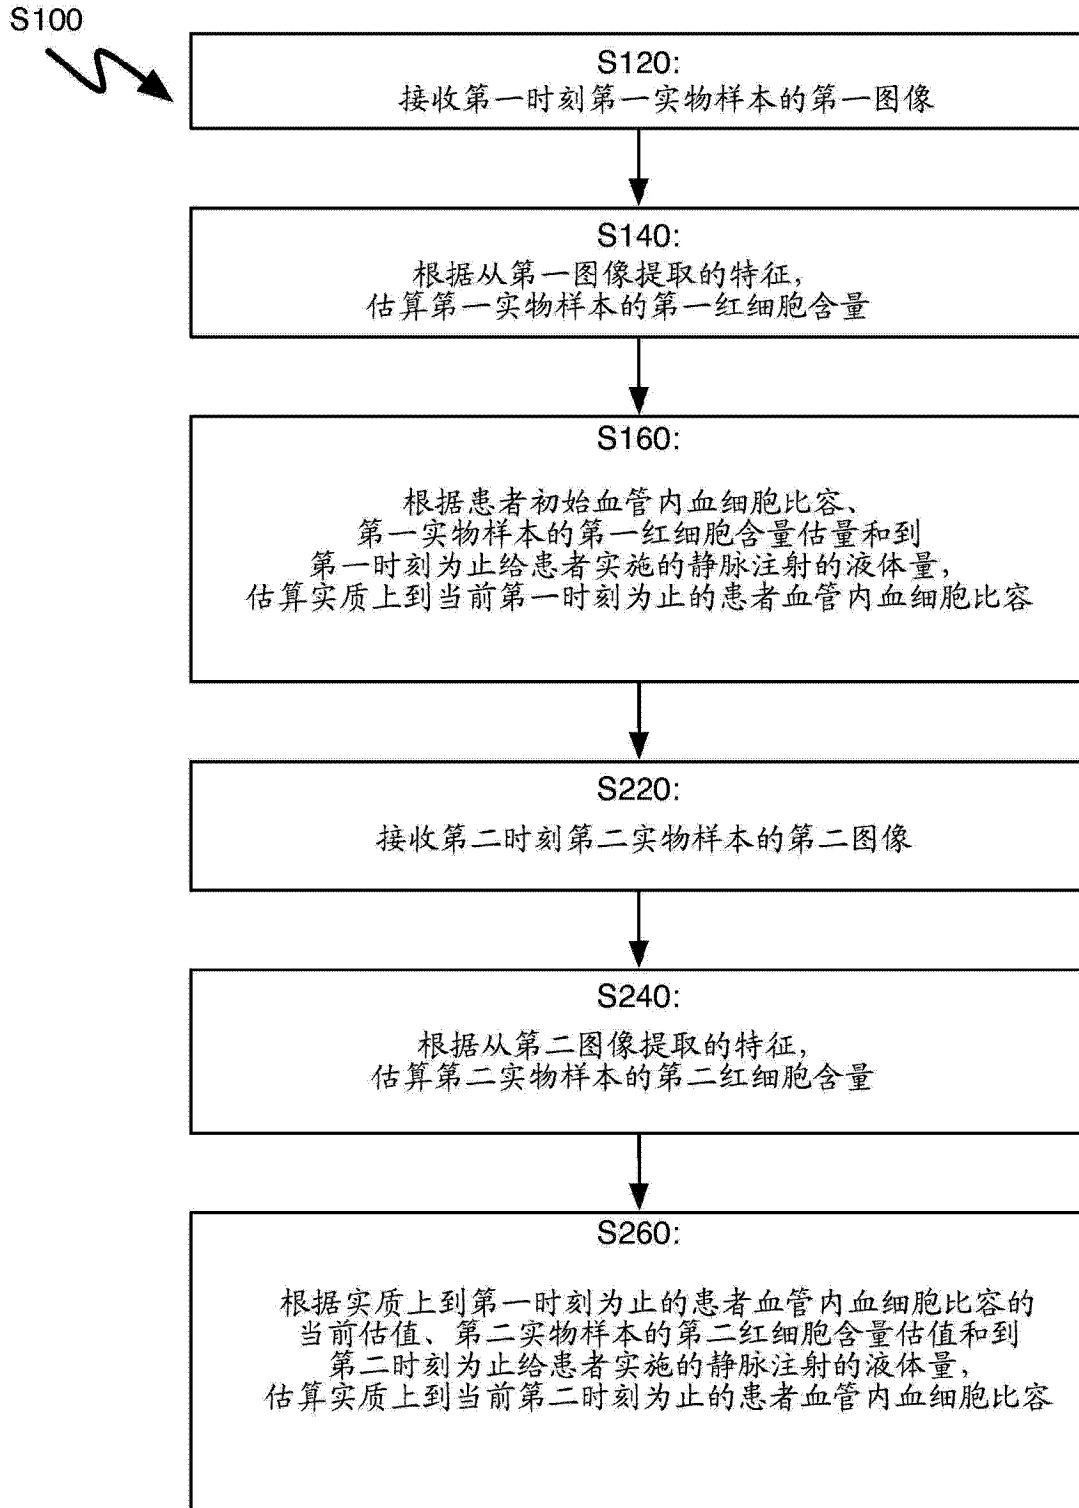 S100
S120:
接收第一时刻第一实物样本的第一图像
S140:
根据从第一图像提取的特征,
估算第一实物样本的第一红细胞含量
S160:
根据患者初始血管内血细胞比容、
第一实物样本的第一红细胞含量估量和到
第一时刻为止给患者实施的静脉注射的液体量,
估算实质上到当前第一时刻为止的患者血管内血细胞比容
S220:
接收第二时刻第二实物样本的第二图像
S240:
根据从第二图像提取的特征,
估算第二实物样本的第二红细胞含量
S260:
根据实质上到第一时刻为止的患者血管内血细胞比容的
当前估值、第二实物样本的第二红细胞含量估值和到
第二时刻为止给患者实施的静脉注射的液体量,
估算实质上到当前第二时刻为止的患者血管内血细胞比容